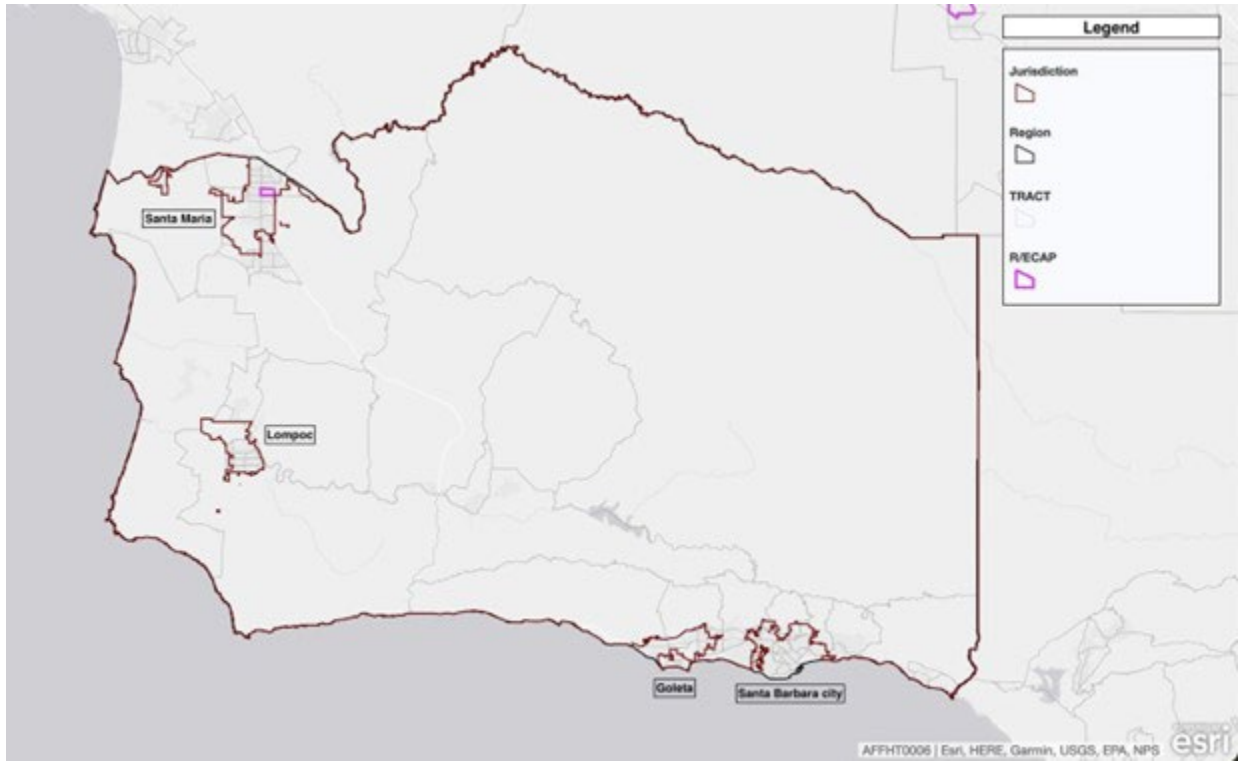 Legend
Jurisdiction
Region
TRACT
R/ECAP
Santa Maria
Lompoc
Goleta
Santa Barbara city
AFFHT0006 | Esri, HERE, Garmin, USGS, EPA, NPS
esri